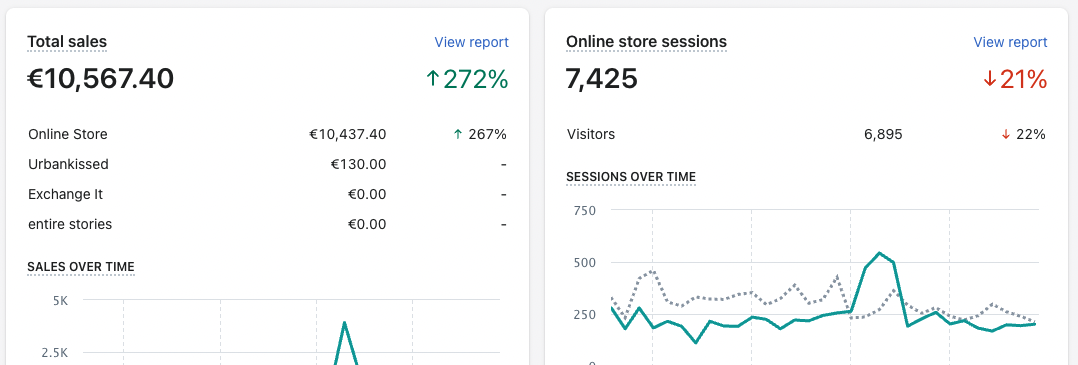 Total sales
View report
€10,567.40
↑272%
Online Store €10,437.40 ↑ 267%
Urbankissed €130.00 -
Exchange It €0.00 -
entire stories €0.00 -
SALES OVER TIME
5K
2.5K
Online store sessions
View report
7,425
↓21%
Visitors 6,895 ↓ 22%
SESSIONS OVER TIME
750
500
250